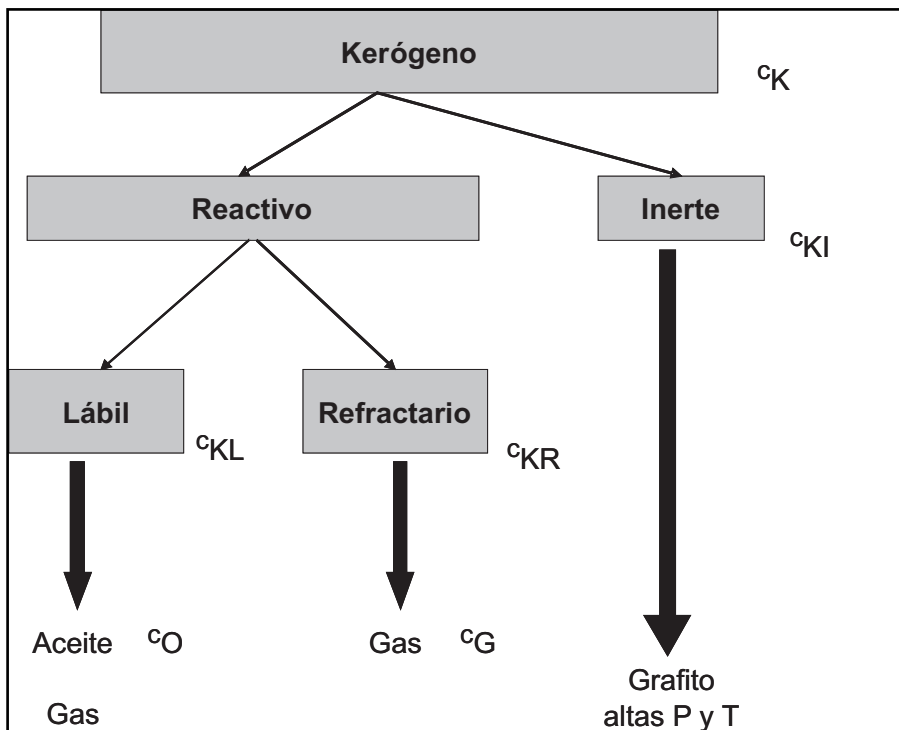 Kerógeno
ᶜK
Reactivo
Inerte
ᶜKI
Lábil
Refractario
ᶜKL
ᶜKR
Aceite ᶜO
Gas ᶜG
Gas
Grafito
altas P y T